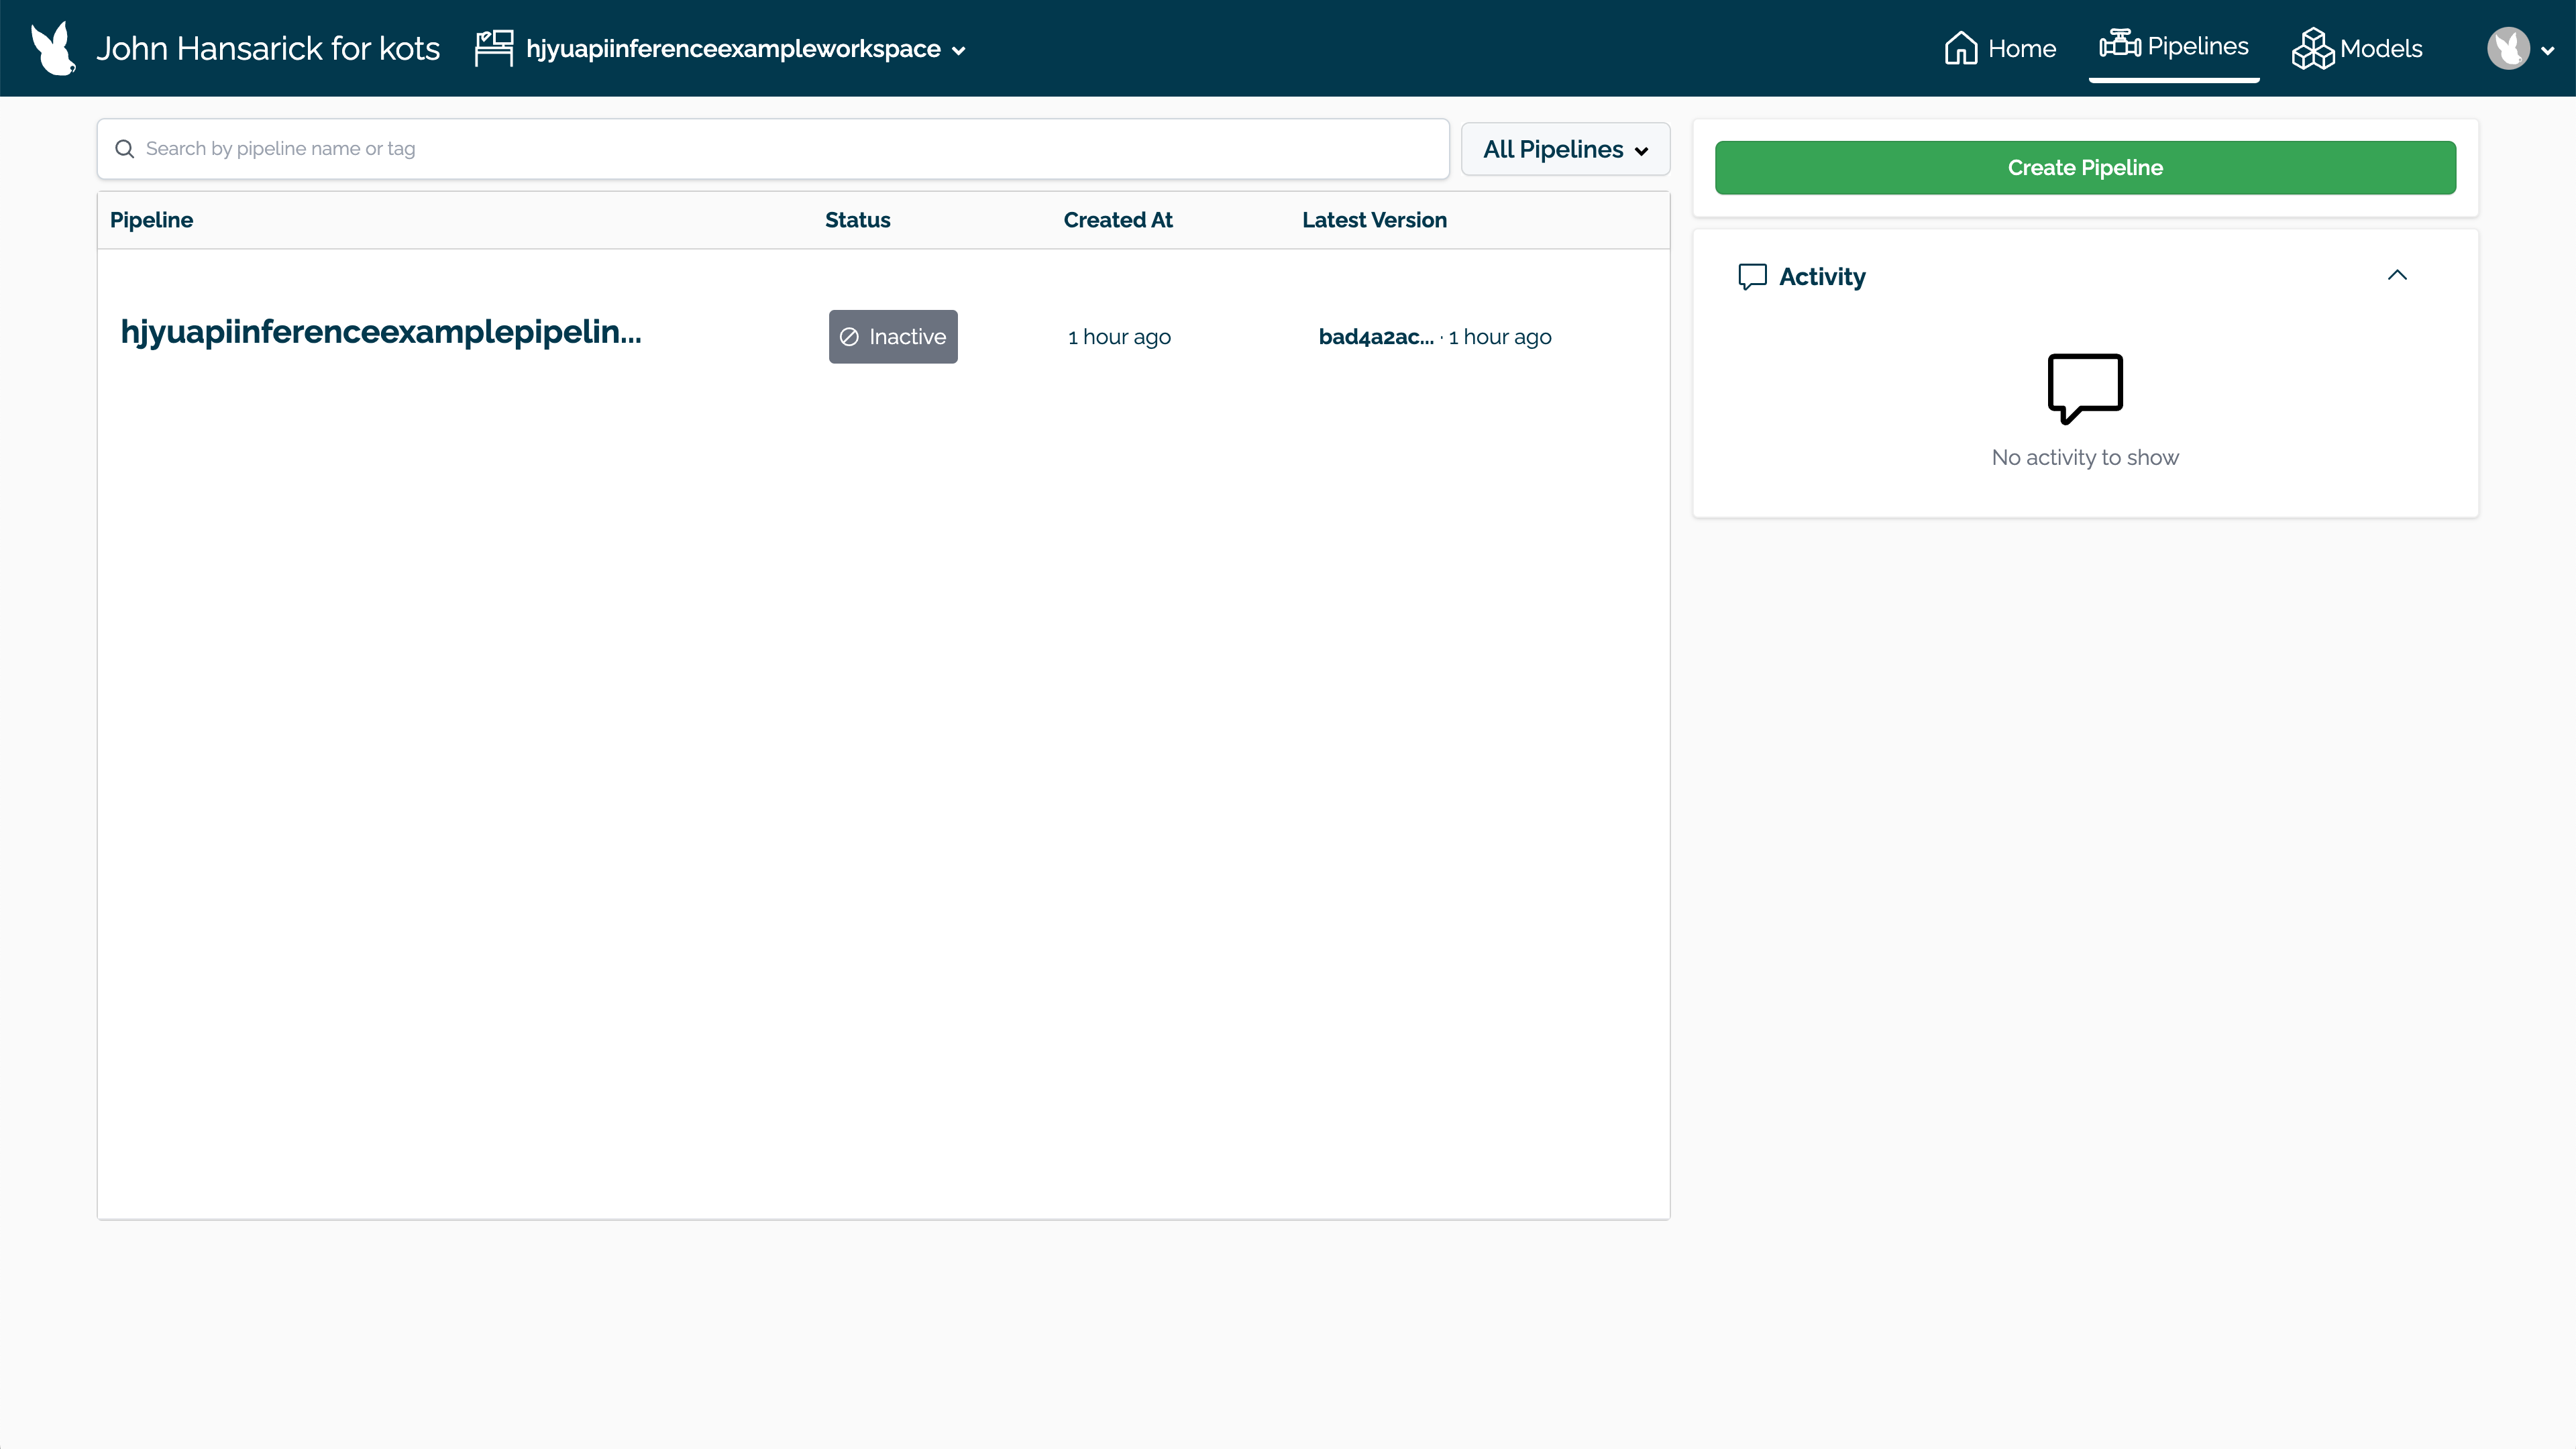 John Hansarick for kots
hjyuapiinferenceexampleworkspace
Home
Pipelines
Models
Search by pipeline name or tag
All Pipelines
Create Pipeline
Pipeline Status Created At Latest Version
hjyuapiinferenceexamplepipelin... Inactive 1 hour ago bad4a2ac... · 1 hour ago
Activity
No activity to show